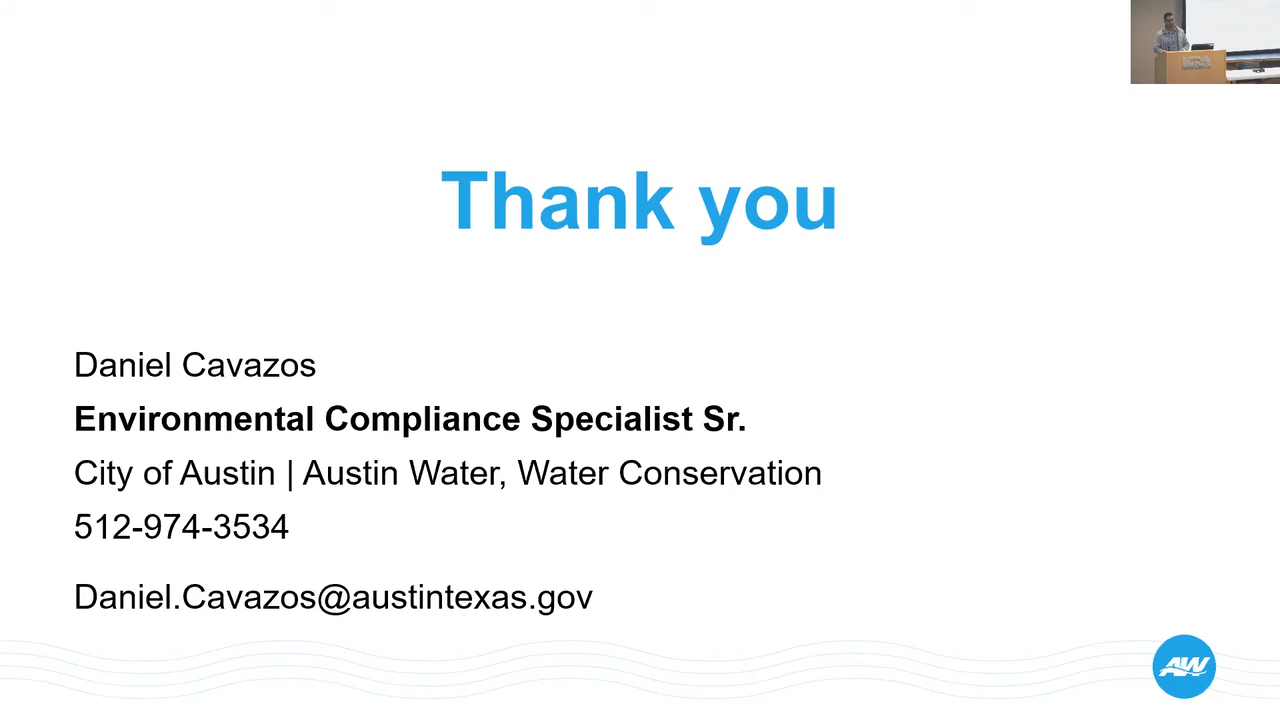 Thank you
Daniel Cavazos
Environmental Compliance Specialist Sr.
City of Austin | Austin Water, Water Conservation
512-974-3534
Daniel.Cavazos@austintexas.gov
AW